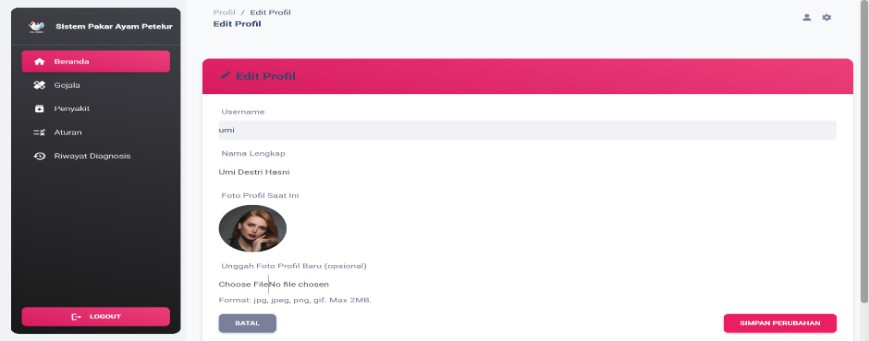 Sistem Pakar Ayam Petelur
Beranda
Gejala
Penyakit
Aturan
Riwayat Diagnosis
LOGOUT
Profil / Edit Profil
Edit Profil
Edit Profil
Username
umi
Nama Lengkap
Umi Destri Hasni
Foto Profil Saat Ini
Unggah Foto Profil Baru (opsional)
Choose File No file chosen
Format: jpg, jpeg, png, gif. Max 2MB.
BATAL
SIMPAN PERUBAHAN